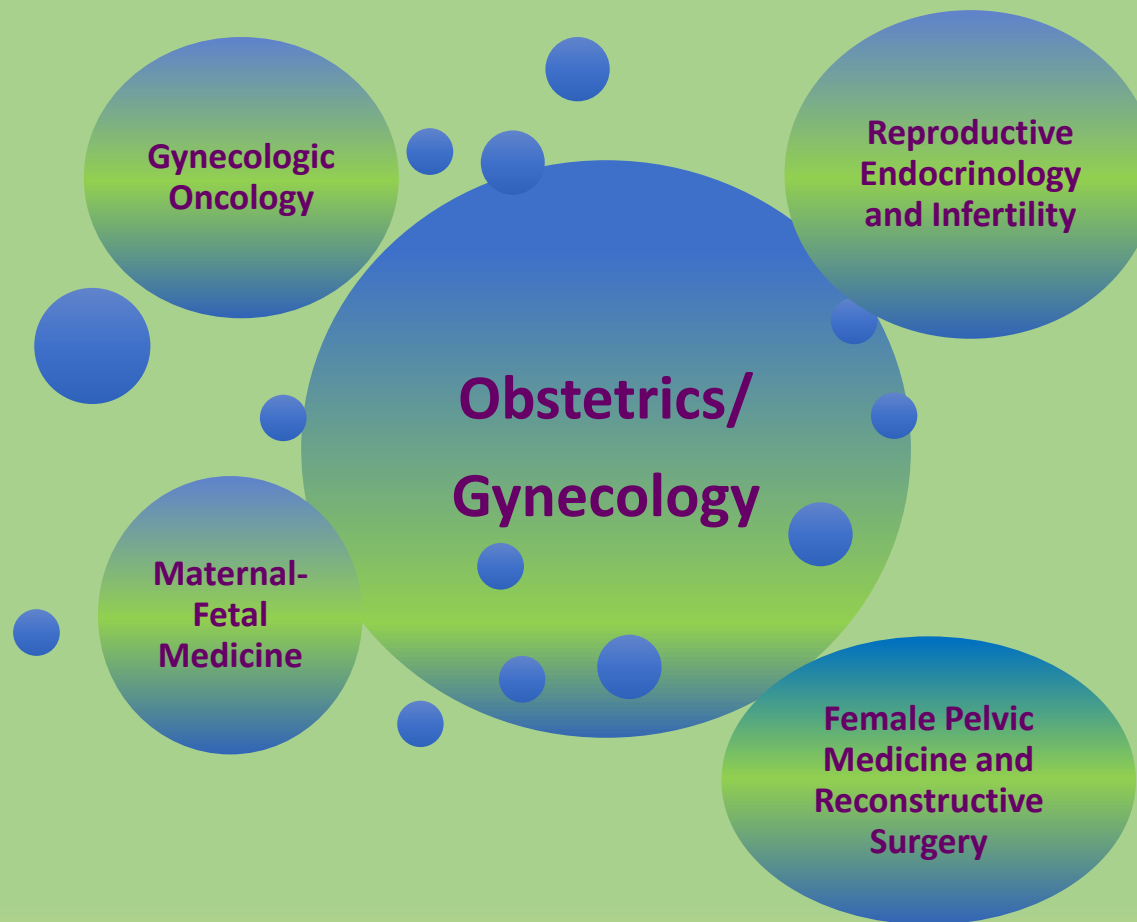 Gynecologic
Oncology
Reproductive
Endocrinology
and Infertility
Obstetrics/
Gynecology
Maternal-
Fetal
Medicine
Female Pelvic
Medicine and
Reconstructive
Surgery